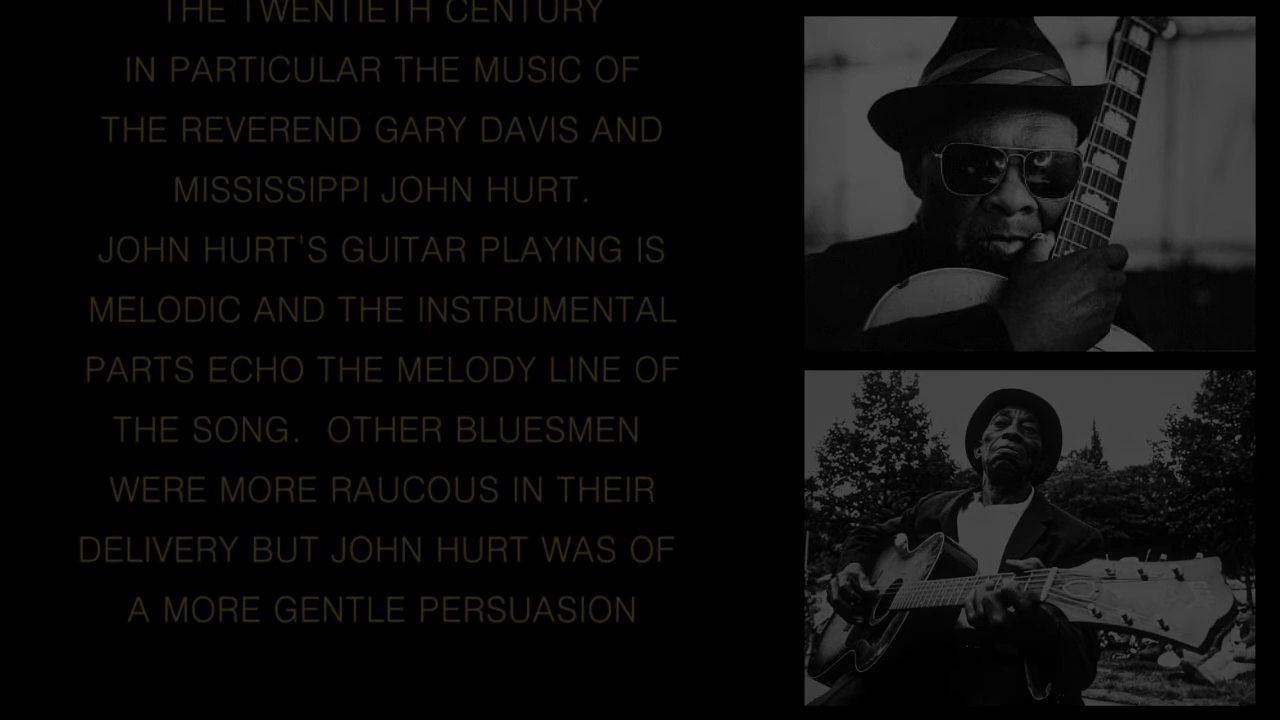 THE TWENTIETH CENTURY
IN PARTICULAR THE MUSIC OF
THE REVEREND GARY DAVIS AND
MISSISSIPPI JOHN HURT.
JOHN HURT'S GUITAR PLAYING IS
MELODIC AND THE INSTRUMENTAL
PARTS ECHO THE MELODY LINE OF
THE SONG.  OTHER BLUESMEN
WERE MORE RAUCOUS IN THEIR
DELIVERY BUT JOHN HURT WAS OF
A MORE GENTLE PERSUASION